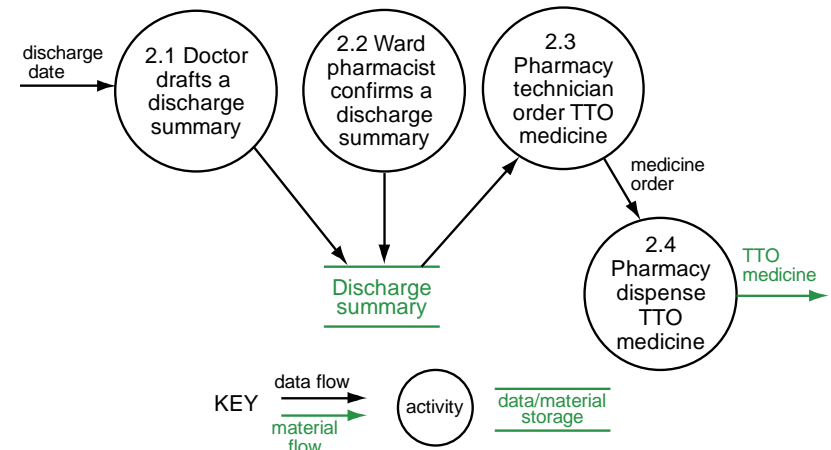 discharge
date
2.1 Doctor
drafts a
discharge
summary
2.2 Ward
pharmacist
confirms a
discharge
summary
2.3
Pharmacy
technician
order TTO
medicine
medicine
order
2.4
Pharmacy
dispense
TTO
medicine
TTO
medicine
Discharge
summary
KEY
data flow
material
flow
activity
data/material
storage